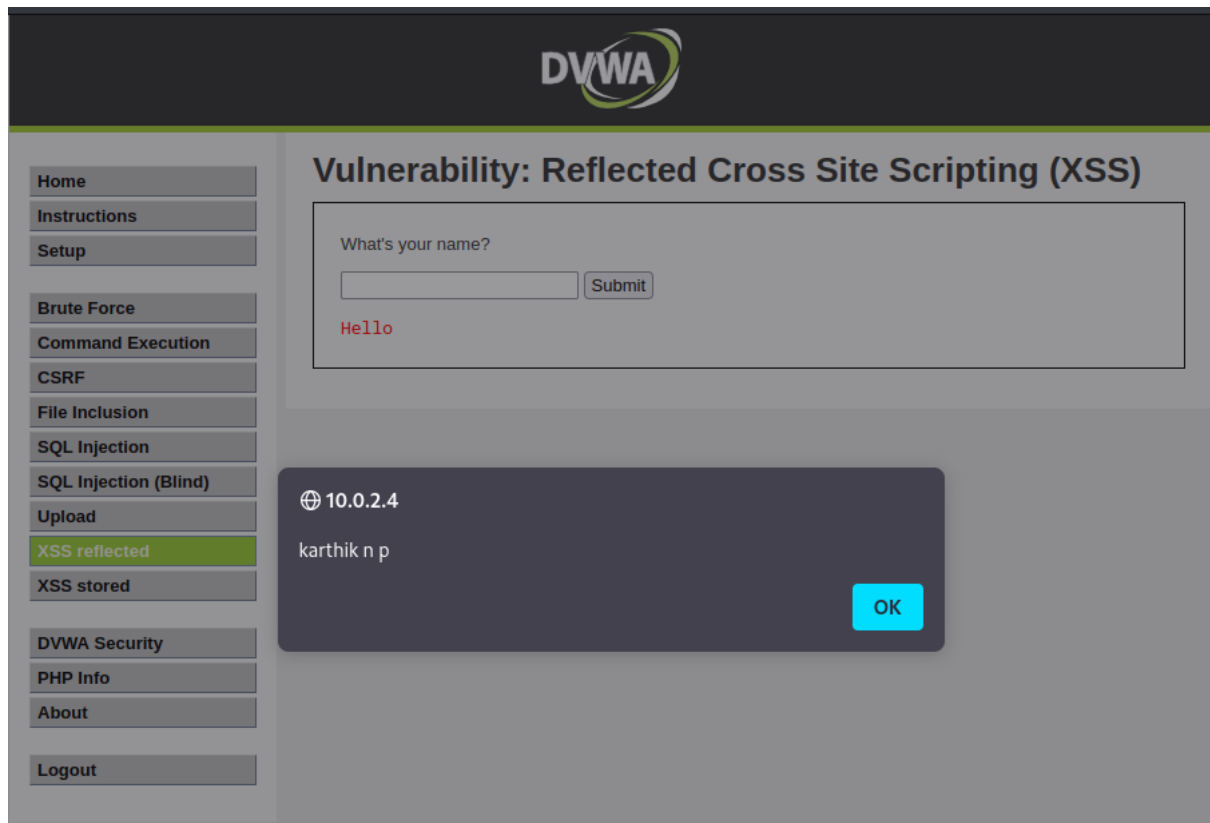 DVWA
Home
Instructions
Setup
Brute Force
Command Execution
CSRF
File Inclusion
SQL Injection
SQL Injection (Blind)
Upload
XSS reflected
XSS stored
DVWA Security
PHP Info
About
Logout
Vulnerability: Reflected Cross Site Scripting (XSS)
What's your name?
Submit
Hello
10.0.2.4
karthik n p
OK